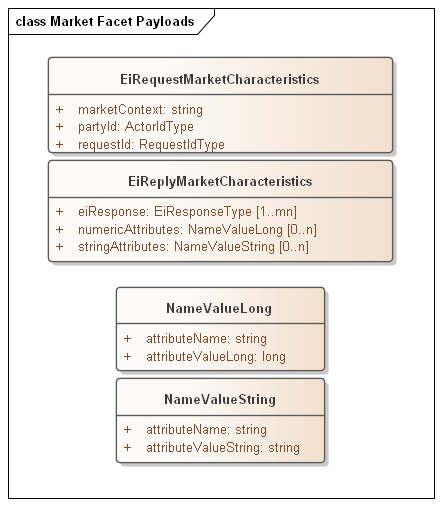 class Market Facet Payloads
EiRequestMarketCharacteristics
+ marketContext: string
+ partyId: ActorIdType
+ requestId: RequestIdType
EiReplyMarketCharacteristics
+ eiResponse: EiResponseType [1..mn]
+ numericAttributes: NameValueLong [0..n]
+ stringAttributes: NameValueString [0..n]
NameValueLong
+ attributeName: string
+ attributeValueLong: long
NameValueString
+ attributeName: string
+ attributeValueString: string